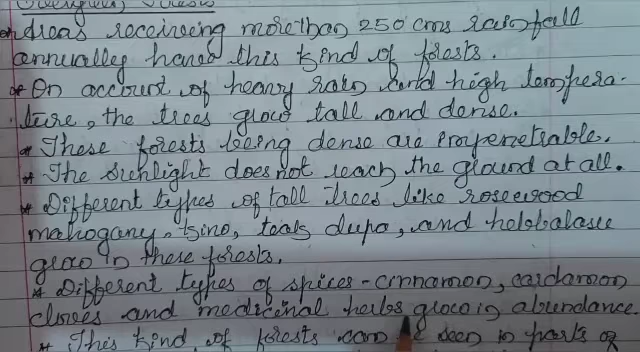 Evergreen Forests
* Areas receiving more than 250 cms rainfall
annually have this kind of forests.
* On account of heavy rain and high tempera-
ture, the trees grow tall and dense.
* These forests being dense are impenetrable.
* The sunlight does not reach the ground at all.
* Different types of tall trees like rosewood
mahogany, kino, teak dupa, and
grow in these forests.
* Different types of spices - cinnamon, cardamon
cloves and medicinal herbs grow in abundance.
* This kind of forests can be seen in parts of